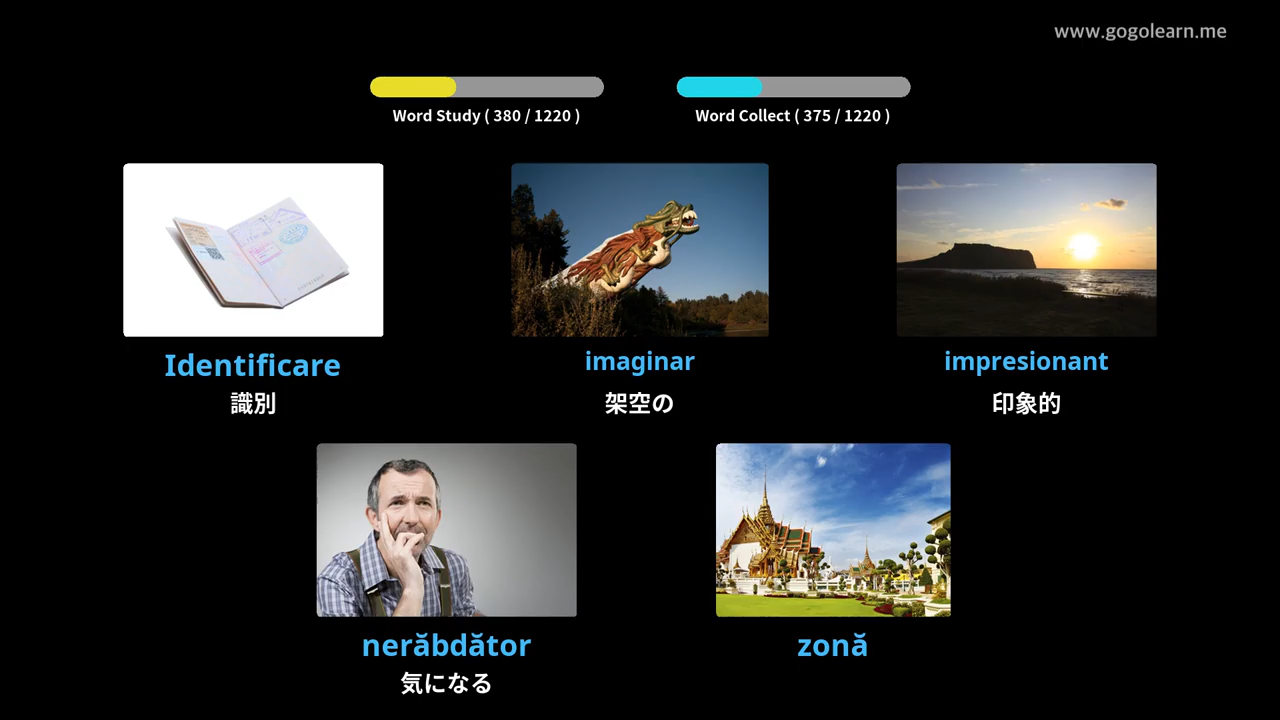 www.gogolearn.me
Word Study ( 380 / 1220 )
Word Collect ( 375 / 1220 )
Identificare
識別
imaginar
架空の
impresionant
印象的
nerăbdător
気になる
zonă